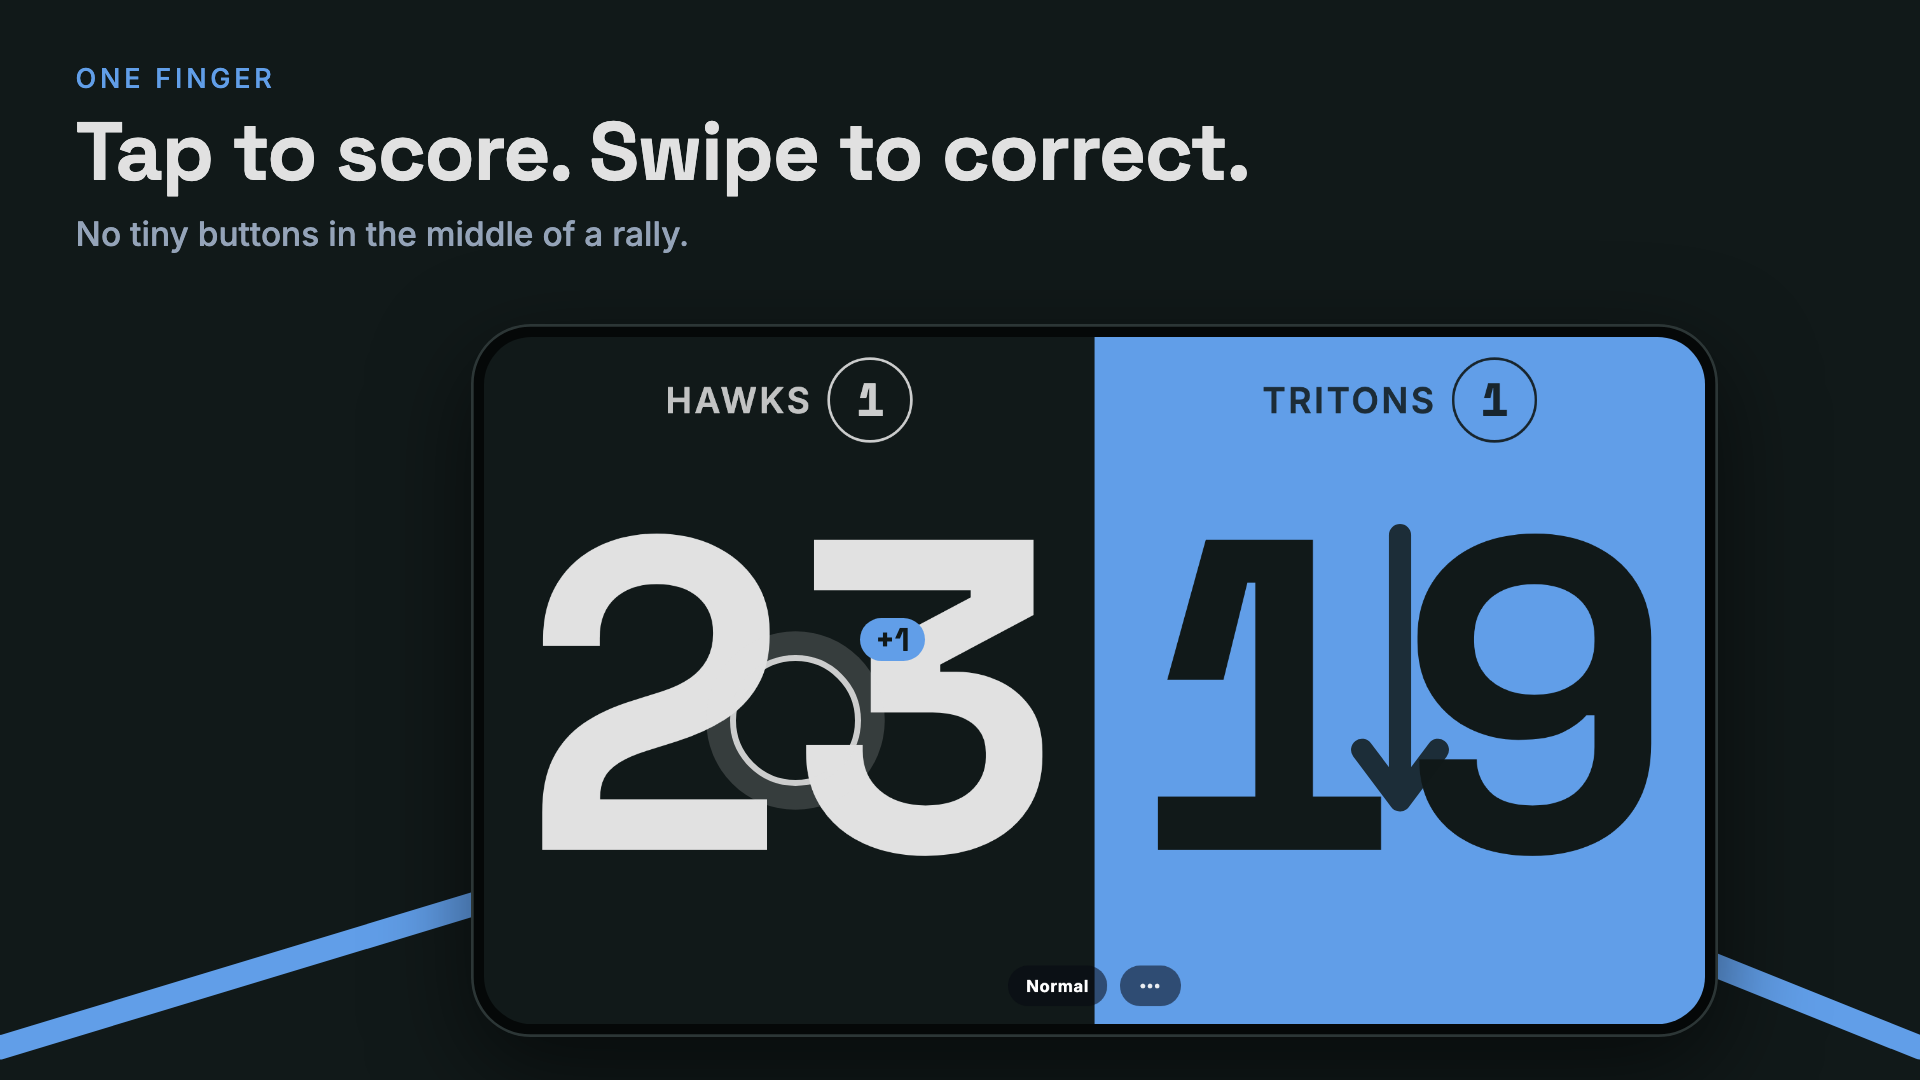 ONE FINGER
Tap to score. Swipe to correct.
No tiny buttons in the middle of a rally.
HAWKS 1
TRITONS 1
23
+1
19
Normal
•••